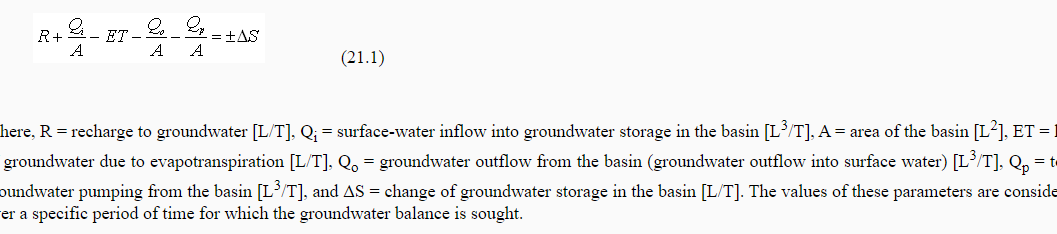 R + Qi/A − ET − Qo/A − Qp/A = ±ΔS
(21.1)
here, R = recharge to groundwater [L/T], Qi = surface-water inflow into groundwater storage in the basin [L³/T], A = area of the basin [L²], ET =
groundwater due to evapotranspiration [L/T], Qo = groundwater outflow from the basin (groundwater outflow into surface water) [L³/T], Qp =
oundwater pumping from the basin [L³/T], and ΔS = change of groundwater storage in the basin [L/T]. The values of these parameters are conside
er a specific period of time for which the groundwater balance is sought.